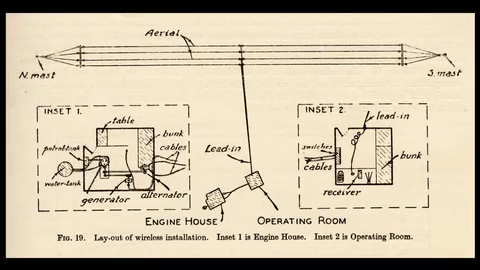 Aerial
N. mast
S. mast
INSET 1.
table
petrol-tank
bunk
cables
water-tank
generator
alternator
Lead-in
INSET 2.
lead-in
switches
cables
bunk
receiver
ENGINE HOUSE
OPERATING ROOM
FIG. 19. Lay-out of wireless installation. Inset 1 is Engine House. Inset 2 is Operating Room.